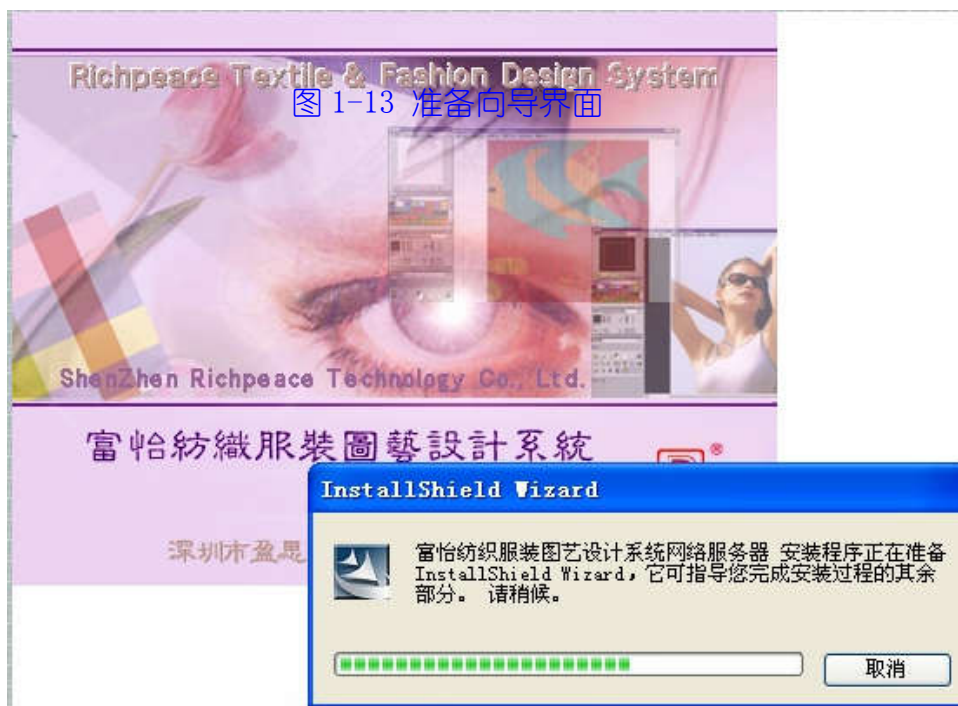 Richpeace Textile & Fashion Design System
图 1-13 准备向导界面
ShenZhen Richpeace Technology Co., Ltd.
富怡紡織服裝圖藝設計系統
®
深圳市盈思
InstallShield Wizard
富怡纺织服装图艺设计系统网络服务器 安装程序正在准备
InstallShield Wizard，它可指导您完成安装过程的其余
部分。 请稍候。
取消